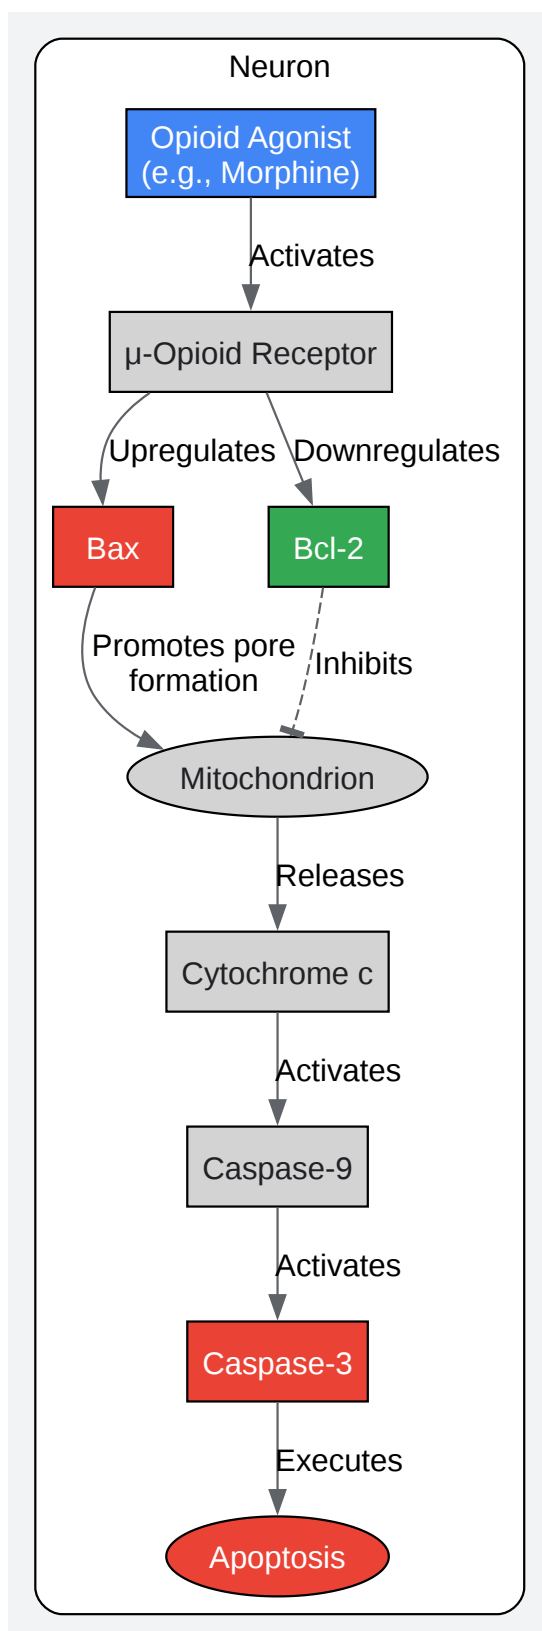 Neuron
Opioid Agonist
(e.g., Morphine)
Activates
μ-Opioid Receptor
Upregulates
Downregulates
Bax
Bcl-2
Promotes pore
formation
Inhibits
Mitochondrion
Releases
Cytochrome c
Activates
Caspase-9
Activates
Caspase-3
Executes
Apoptosis